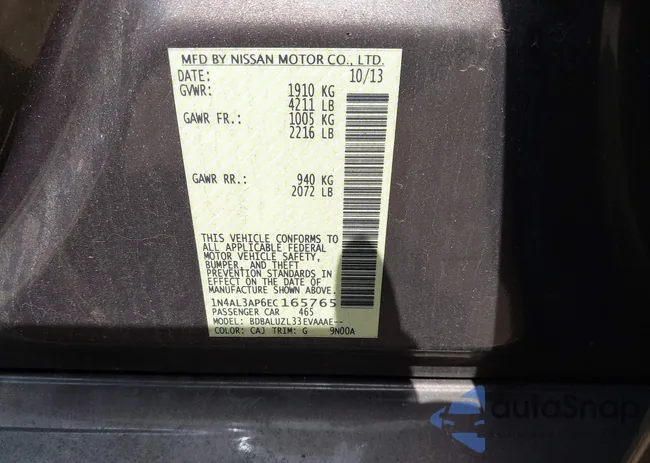 MFD BY NISSAN MOTOR CO., LTD.
DATE: 10/13
GVWR: 1910 KG
4211 LB
GAWR FR.: 1005 KG
2216 LB
GAWR RR.: 940 KG
2072 LB
THIS VEHICLE CONFORMS TO
ALL APPLICABLE FEDERAL
MOTOR VEHICLE SAFETY,
BUMPER, AND THEFT
PREVENTION STANDARDS IN
EFFECT ON THE DATE OF
MANUFACTURE SHOWN ABOVE.
1N4AL3AP6EC165765
PASSENGER CAR 465
MODEL: BDBALUZL33EVAAAE--
COLOR: CAJ TRIM: G 9N00A
autoSnap